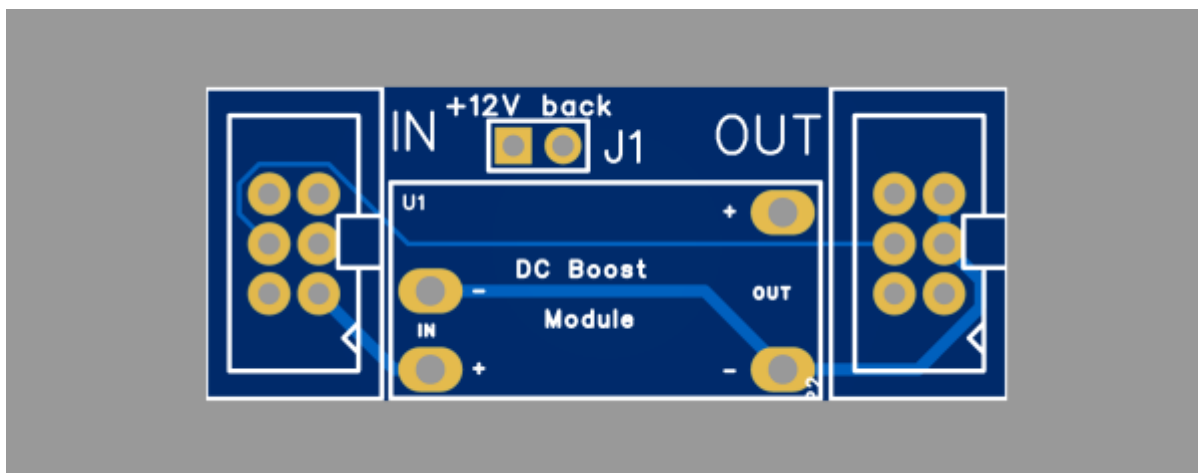 +12V back
IN
J1
OUT
U1
+
DC Boost
-
OUT
Module
IN
+
-